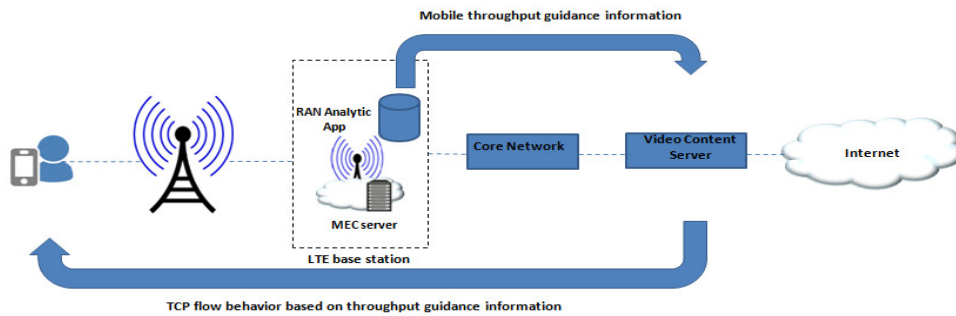 Mobile throughput guidance information
RAN Analytic
App
MEC server
LTE base station
Core Network
Video Content
Server
Internet
TCP flow behavior based on throughput guidance information